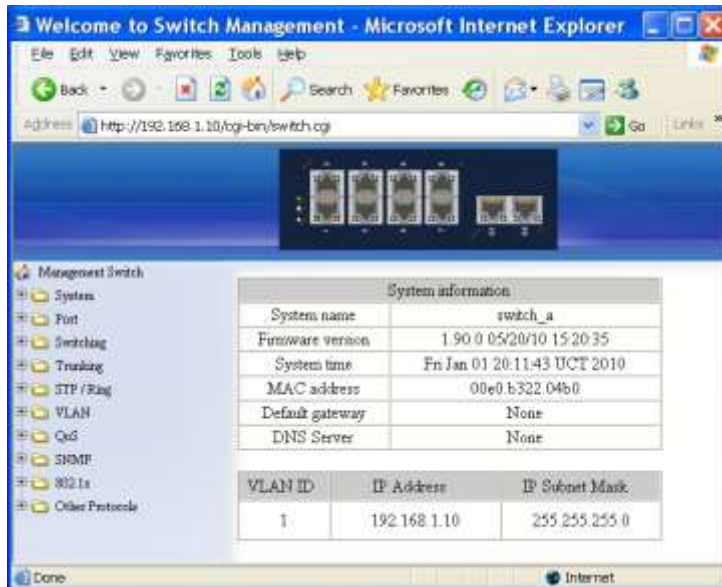 Welcome to Switch Management - Microsoft Internet Explorer
File Edit View Favorites Tools Help
Back Search Favorites
Address http://192.168.1.10/cgi-bin/switch.cgi Go Links »
Management Switch
System
Port
Switching
Trunking
STP / Ring
VLAN
QoS
SNMP
802.1x
Other Protocols
System information
System name switch_a
Firmware version 1.90.0 05/20/10 15:20:35
System time Fri Jan 01 20:11:43 UCT 2010
MAC address 00e0.b322.04b0
Default gateway None
DNS Server None
VLAN ID IP Address IP Subnet Mask
1 192.168.1.10 255.255.255.0
Done Internet